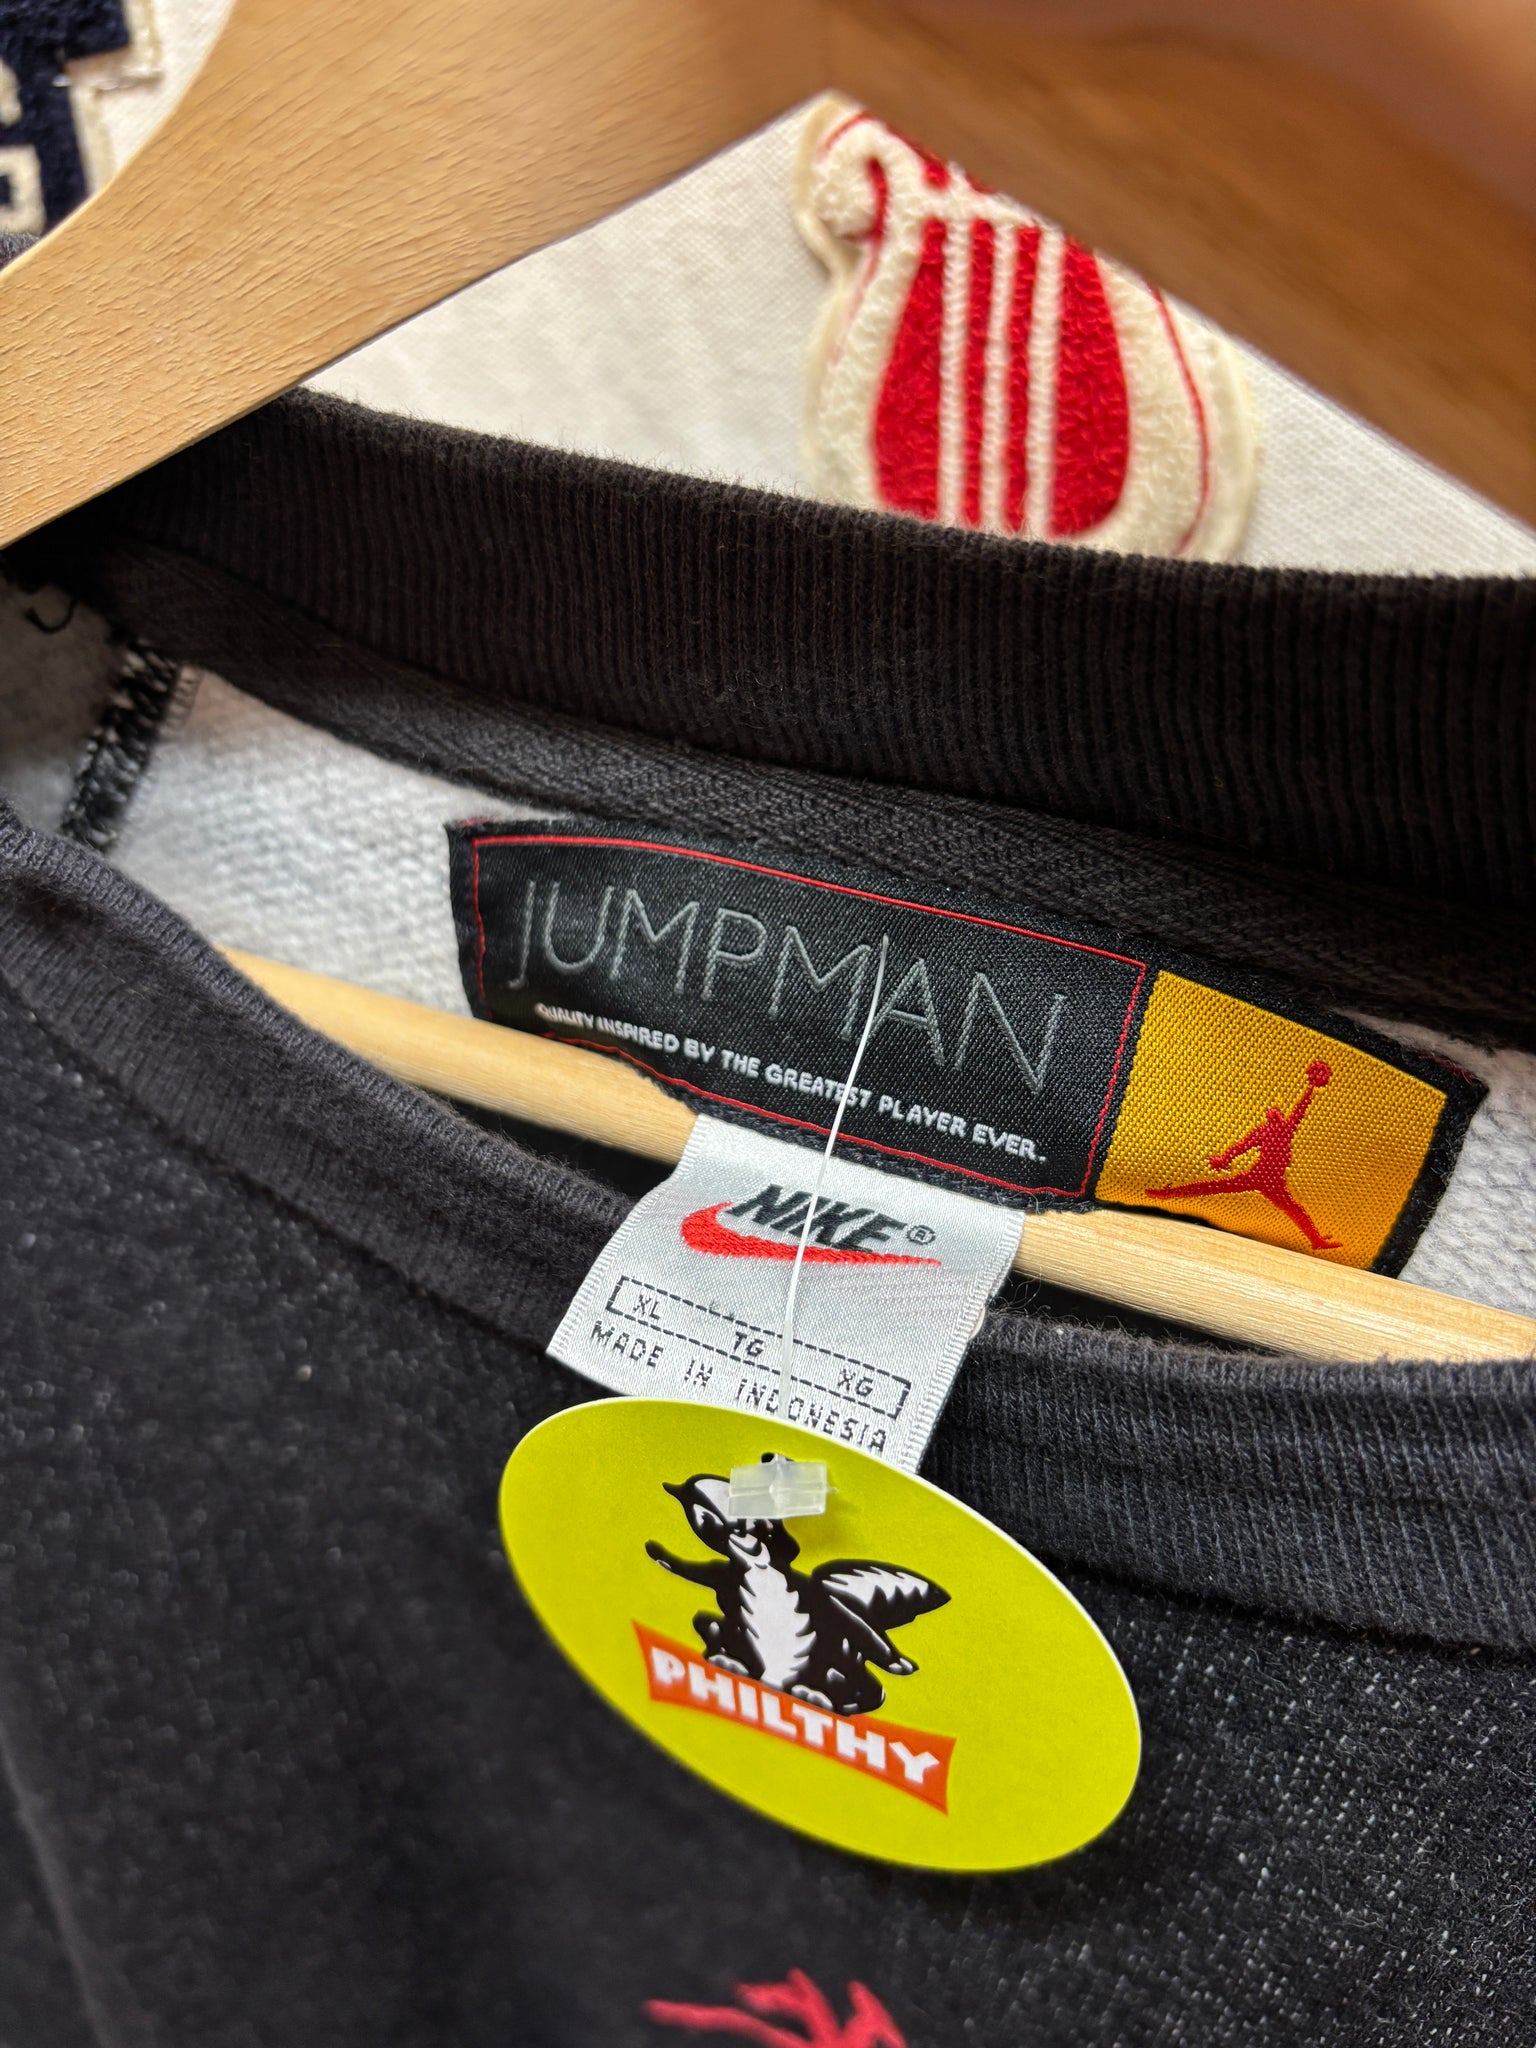 JUMPMAN
QUALITY INSPIRED BY THE GREATEST PLAYER EVER.
NIKE®
XL TG XG
MADE IN INDONESIA
PHILTHY